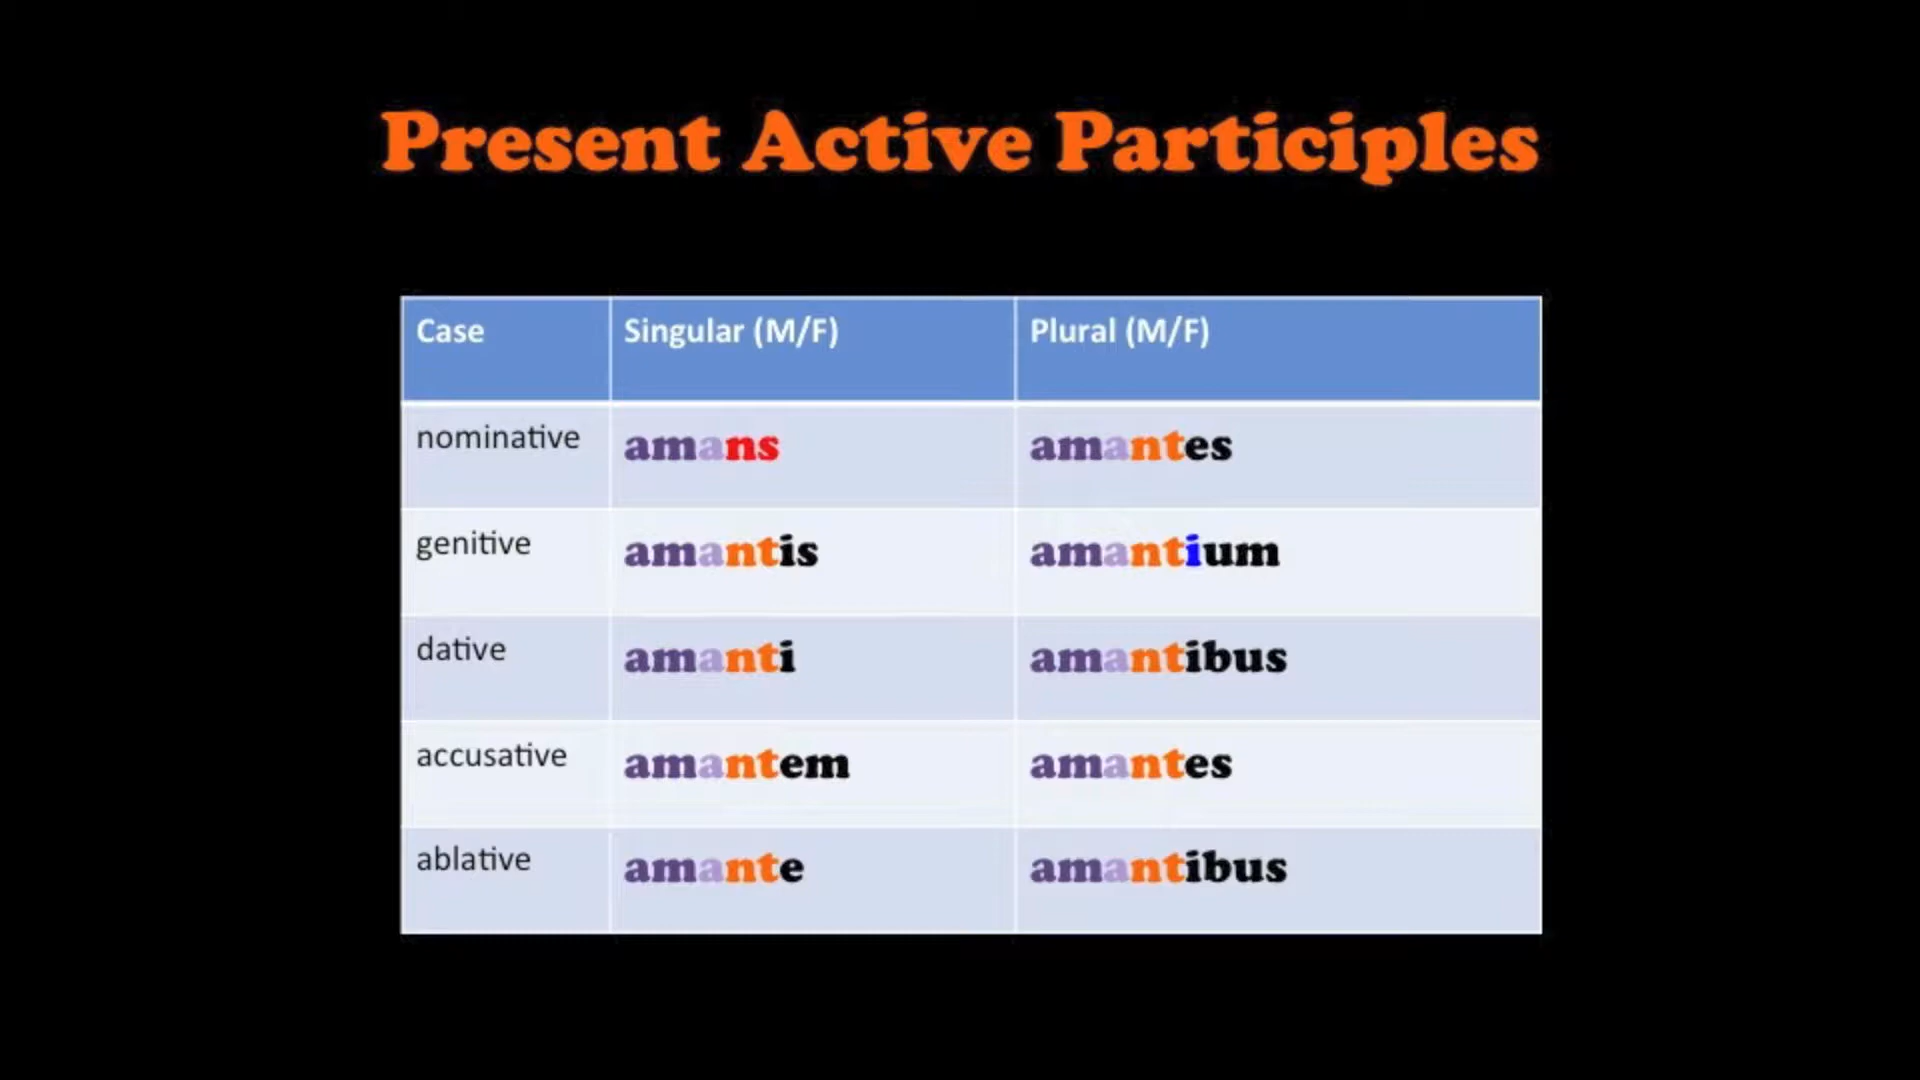 Present Active Participles
Case Singular (M/F) Plural (M/F)
nominative amans amantes
genitive amantis amantium
dative amanti amantibus
accusative amantem amantes
ablative amante amantibus